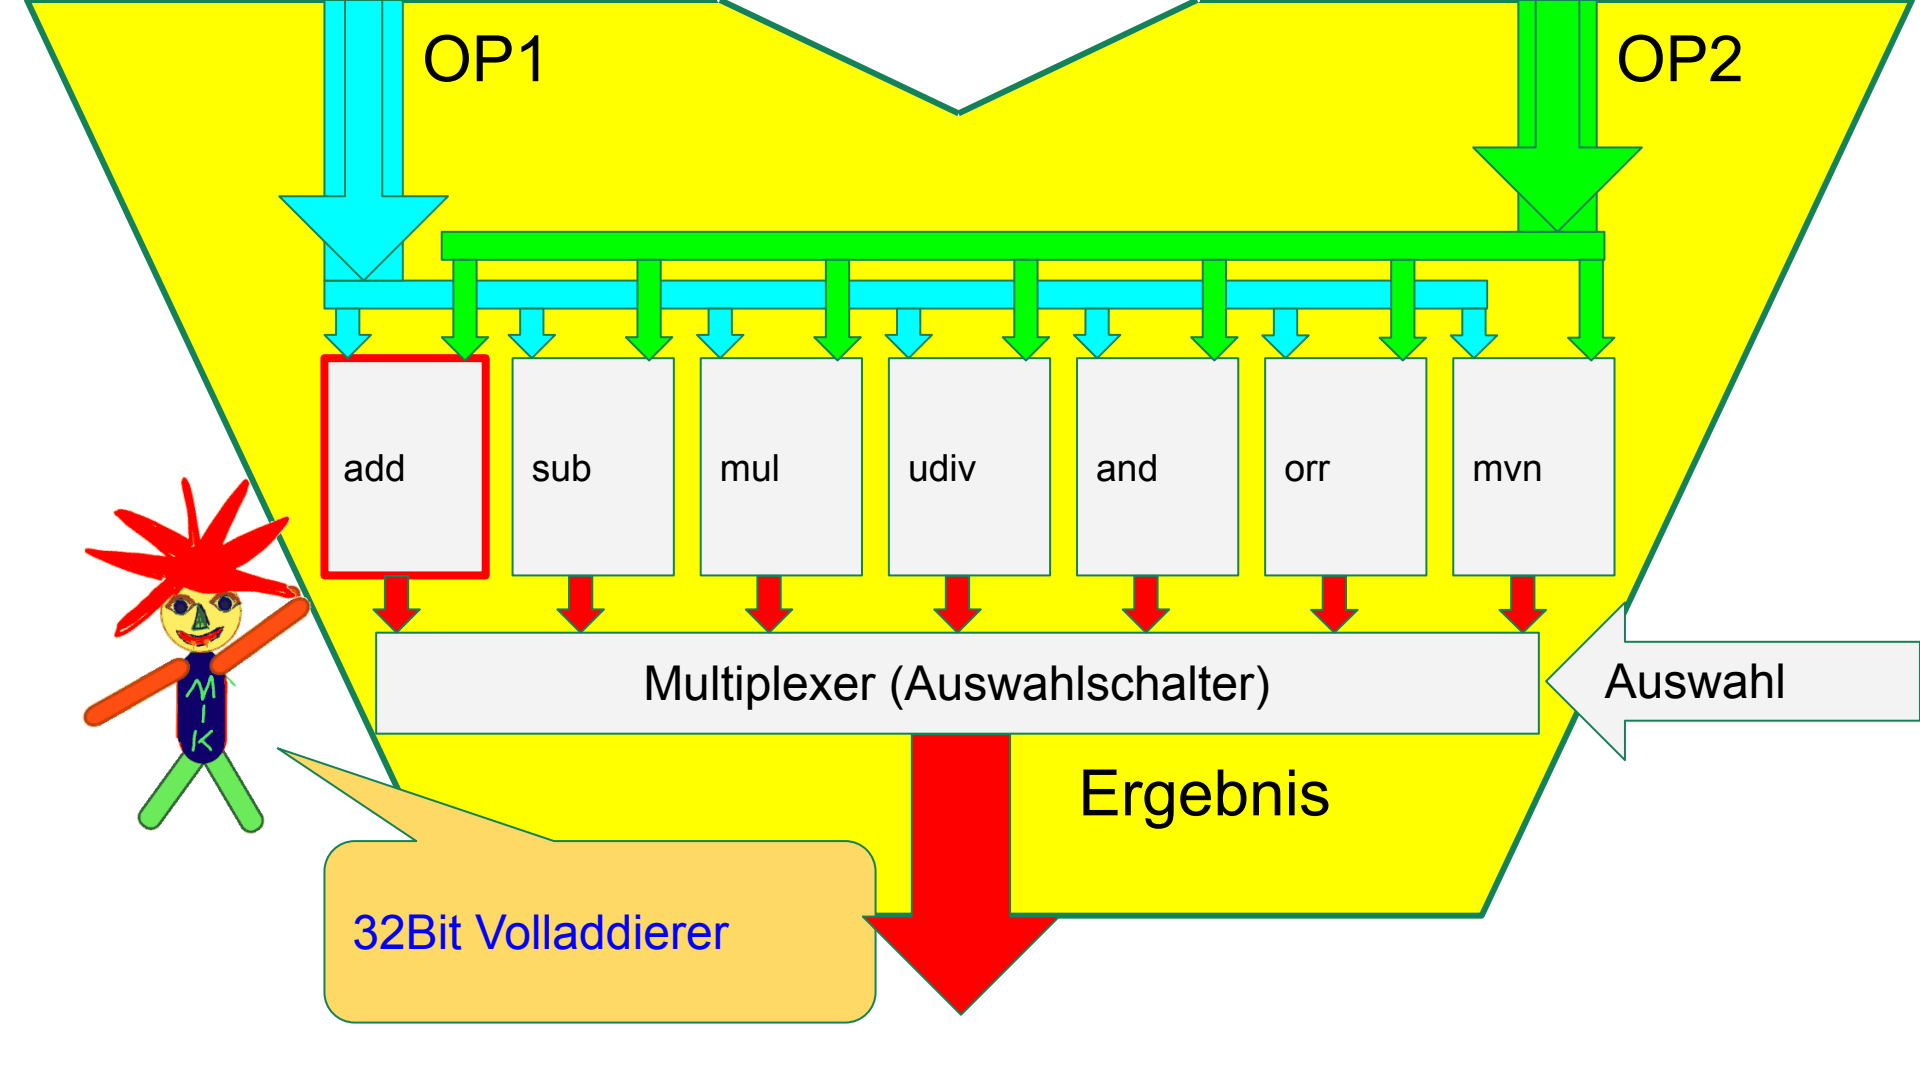 OP1
OP2
add
sub
mul
udiv
and
orr
mvn
Multiplexer (Auswahlschalter)
Auswahl
MIK
Ergebnis
32Bit Volladdierer